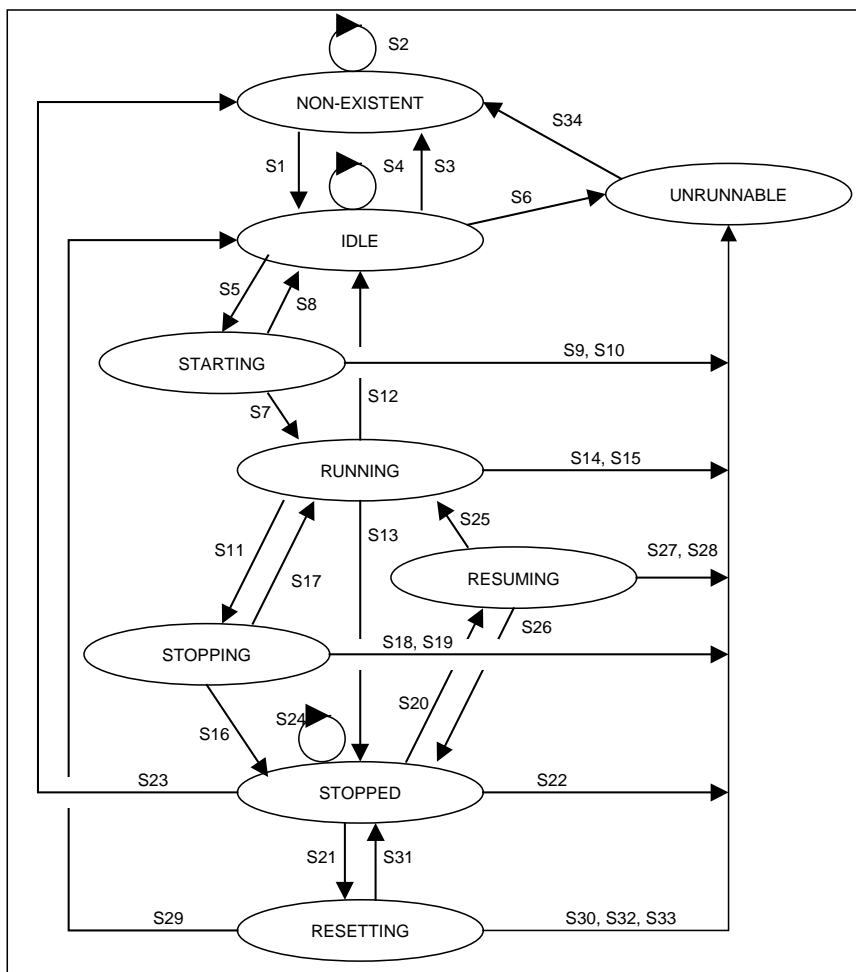 S2
NON-EXISTENT
S34
S1
S4
S3
S6
UNRUNNABLE
IDLE
S5
S8
STARTING
S9, S10
S7
S12
RUNNING
S14, S15
S11
S13
S25
S17
RESUMING
S27, S28
S26
STOPPING
S18, S19
S16
S24
S20
S23
STOPPED
S22
S21
S31
S29
RESETTING
S30, S32, S33